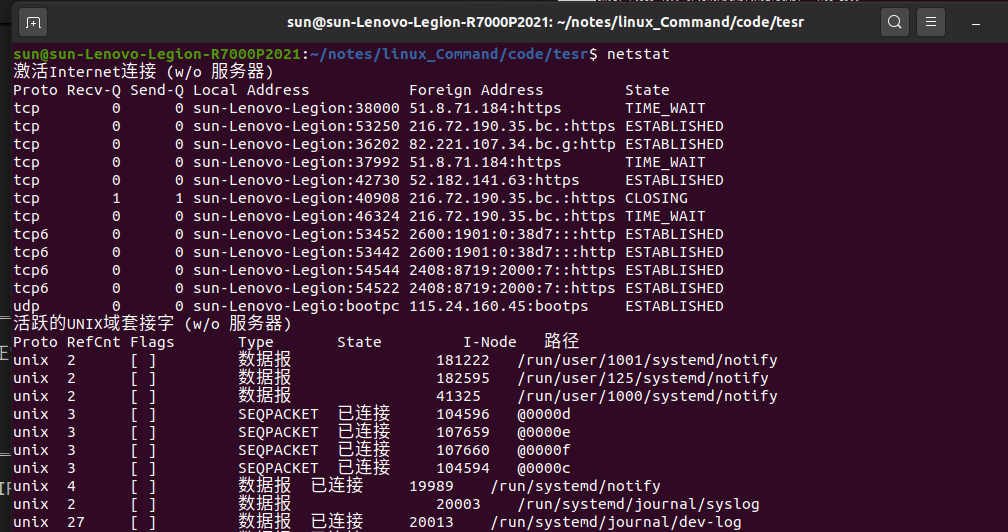 sun@sun-Lenovo-Legion-R7000P2021: ~/notes/linux_Command/code/tesr
sun@sun-Lenovo-Legion-R7000P2021:~/notes/linux_Command/code/tesr$ netstat
激活Internet连接 (w/o 服务器)
Proto Recv-Q Send-Q Local Address           Foreign Address         State
tcp        0      0 sun-Lenovo-Legion:38000 51.8.71.184:https       TIME_WAIT
tcp        0      0 sun-Lenovo-Legion:53250 216.72.190.35.bc.:https ESTABLISHED
tcp        0      0 sun-Lenovo-Legion:36202 82.221.107.34.bc.g:http ESTABLISHED
tcp        0      0 sun-Lenovo-Legion:37992 51.8.71.184:https       TIME_WAIT
tcp        0      0 sun-Lenovo-Legion:42730 52.182.141.63:https     ESTABLISHED
tcp        1      1 sun-Lenovo-Legion:40908 216.72.190.35.bc.:https CLOSING
tcp        0      0 sun-Lenovo-Legion:46324 216.72.190.35.bc.:https TIME_WAIT
tcp6       0      0 sun-Lenovo-Legion:53452 2600:1901:0:38d7:::http ESTABLISHED
tcp6       0      0 sun-Lenovo-Legion:53442 2600:1901:0:38d7:::http ESTABLISHED
tcp6       0      0 sun-Lenovo-Legion:54544 2408:8719:2000:7::https ESTABLISHED
tcp6       0      0 sun-Lenovo-Legion:54522 2408:8719:2000:7::https ESTABLISHED
udp        0      0 sun-Lenovo-Legio:bootpc 115.24.160.45:bootps    ESTABLISHED
活跃的UNIX域套接字 (w/o 服务器)
Proto RefCnt Flags       Type       State         I-Node   路径
unix  2      [ ]         数据报                181222   /run/user/1001/systemd/notify
unix  2      [ ]         数据报                182595   /run/user/125/systemd/notify
unix  2      [ ]         数据报                41325    /run/user/1000/systemd/notify
unix  3      [ ]         SEQPACKET  已连接     104596   @0000d
unix  3      [ ]         SEQPACKET  已连接     107659   @0000e
unix  3      [ ]         SEQPACKET  已连接     107660   @0000f
unix  3      [ ]         SEQPACKET  已连接     104594   @0000c
unix  4      [ ]         数据报  已连接     19989    /run/systemd/notify
unix  2      [ ]         数据报                20003    /run/systemd/journal/syslog
unix  27     [ ]         数据报  已连接     20013    /run/systemd/journal/dev-log